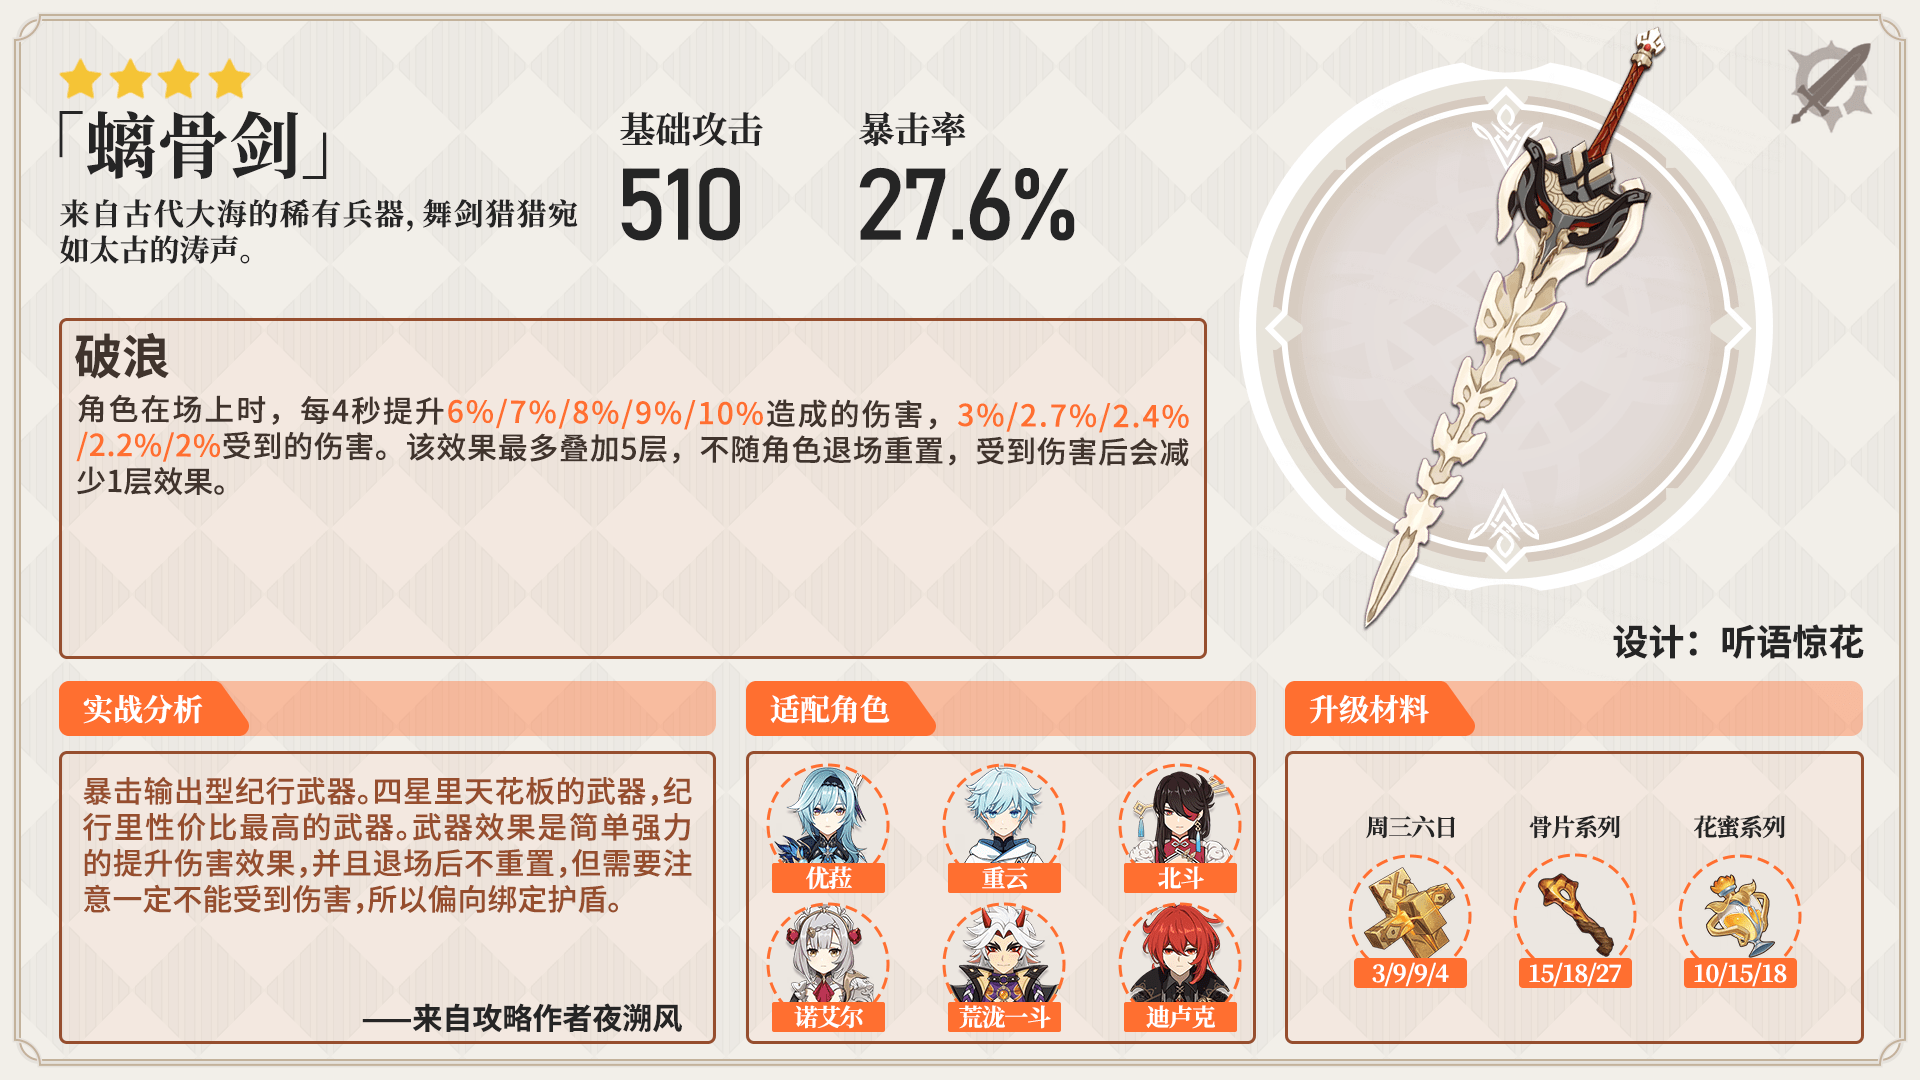 「螭骨剑」
来自古代大海的稀有兵器，舞剑猎猎宛
如太古的涛声。
基础攻击
510
暴击率
27.6%
破浪
角色在场上时，每4秒提升6%/7%/8%/9%/10%造成的伤害，3%/2.7%/2.4%
/2.2%/2%受到的伤害。该效果最多叠加5层，不随角色退场重置，受到伤害后会减
少1层效果。
设计：听语惊花
实战分析
暴击输出型纪行武器。四星里天花板的武器，纪
行里性价比最高的武器。武器效果是简单强力
的提升伤害效果，并且退场后不重置，但需要注
意一定不能受到伤害，所以偏向绑定护盾。
——来自攻略作者夜溯风
适配角色
优菈
重云
北斗
诺艾尔
荒泷一斗
迪卢克
升级材料
周三六日
骨片系列
花蜜系列
3/9/9/4
15/18/27
10/15/18